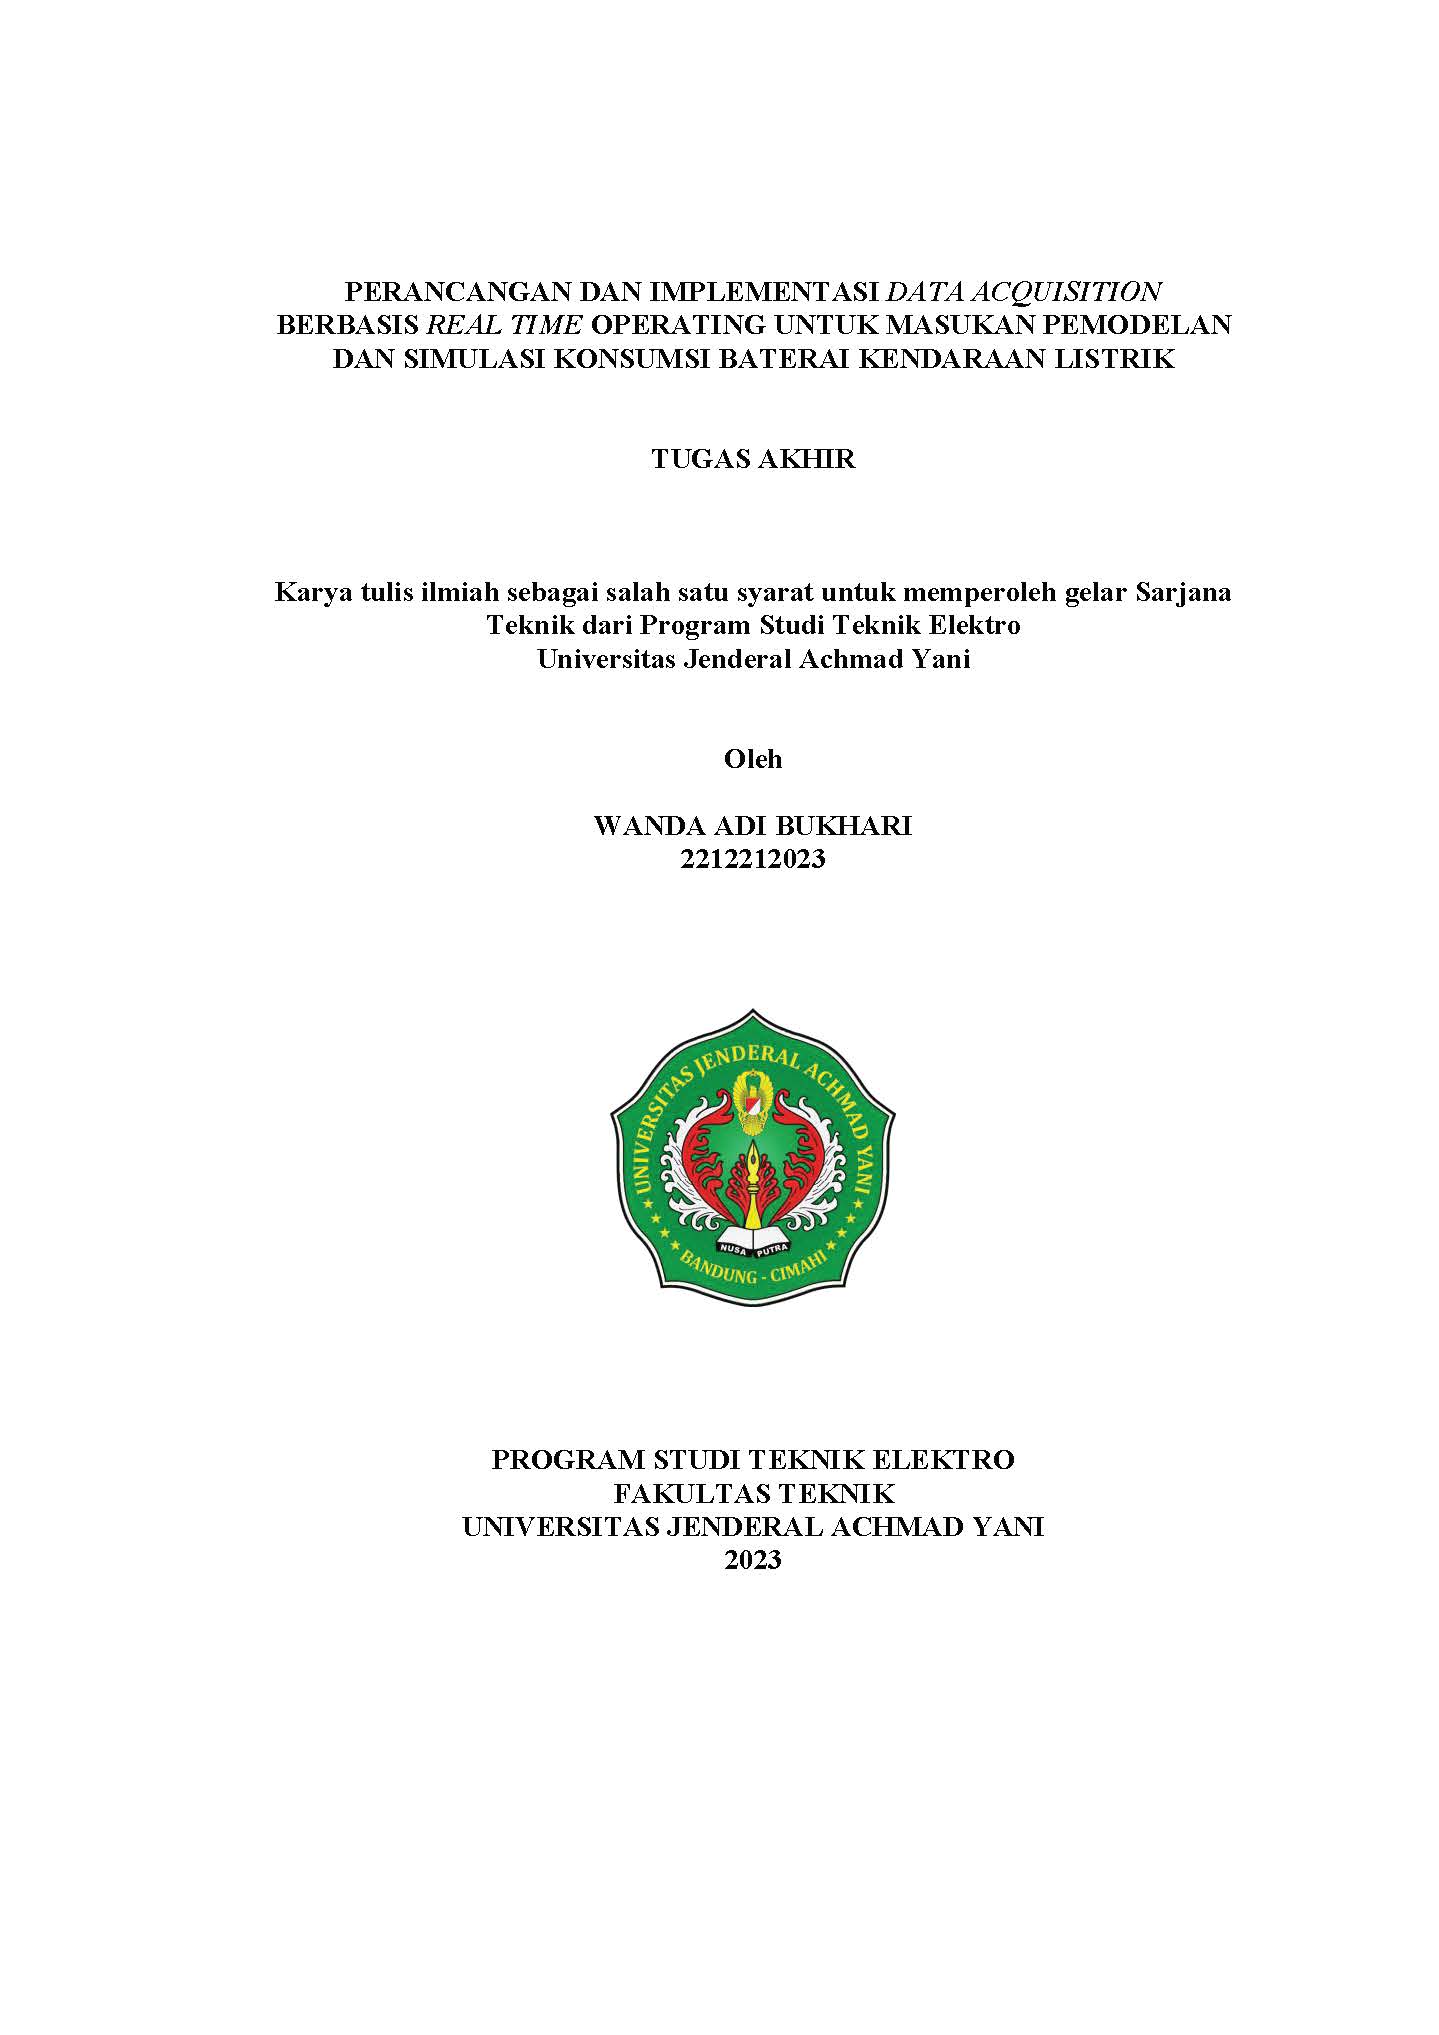 PERANCANGAN DAN IMPLEMENTASI DATA ACQUISITION
BERBASIS REAL TIME OPERATING UNTUK MASUKAN PEMODELAN
DAN SIMULASI KONSUMSI BATERAI KENDARAAN LISTRIK
TUGAS AKHIR
Karya tulis ilmiah sebagai salah satu syarat untuk memperoleh gelar Sarjana
Teknik dari Program Studi Teknik Elektro
Universitas Jenderal Achmad Yani
Oleh
WANDA ADI BUKHARI
2212212023
UNIVERSITAS JENDERAL ACHMAD YANI
NUSA PUTRA
BANDUNG - CIMAHI
PROGRAM STUDI TEKNIK ELEKTRO
FAKULTAS TEKNIK
UNIVERSITAS JENDERAL ACHMAD YANI
2023